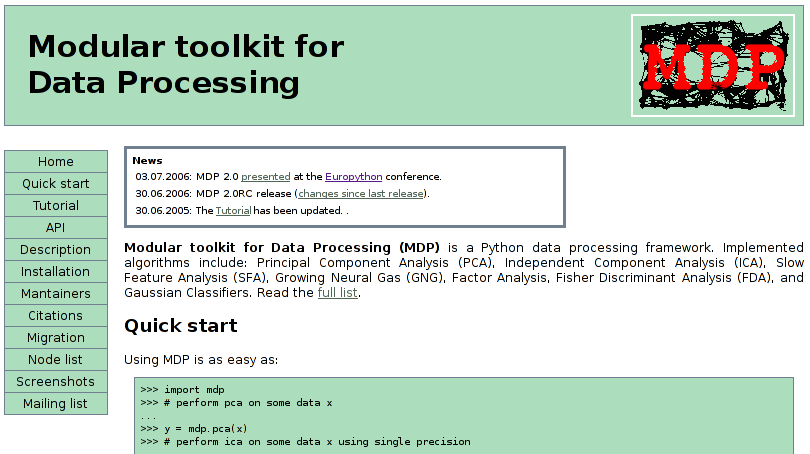 Modular toolkit for
Data Processing
MDP
Home
Quick start
Tutorial
API
Description
Installation
Mantainers
Citations
Migration
Node list
Screenshots
Mailing list
News
03.07.2006: MDP 2.0 presented at the Europython conference.
30.06.2006: MDP 2.0RC release (changes since last release).
30.06.2005: The Tutorial has been updated. .
Modular toolkit for Data Processing (MDP) is a Python data processing framework. Implemented
algorithms include: Principal Component Analysis (PCA), Independent Component Analysis (ICA), Slow
Feature Analysis (SFA), Growing Neural Gas (GNG), Factor Analysis, Fisher Discriminant Analysis (FDA), and
Gaussian Classifiers. Read the full list.
Quick start
Using MDP is as easy as:
>>> import mdp
>>> # perform pca on some data x
...
>>> y = mdp.pca(x)
>>> # perform ica on some data x using single precision